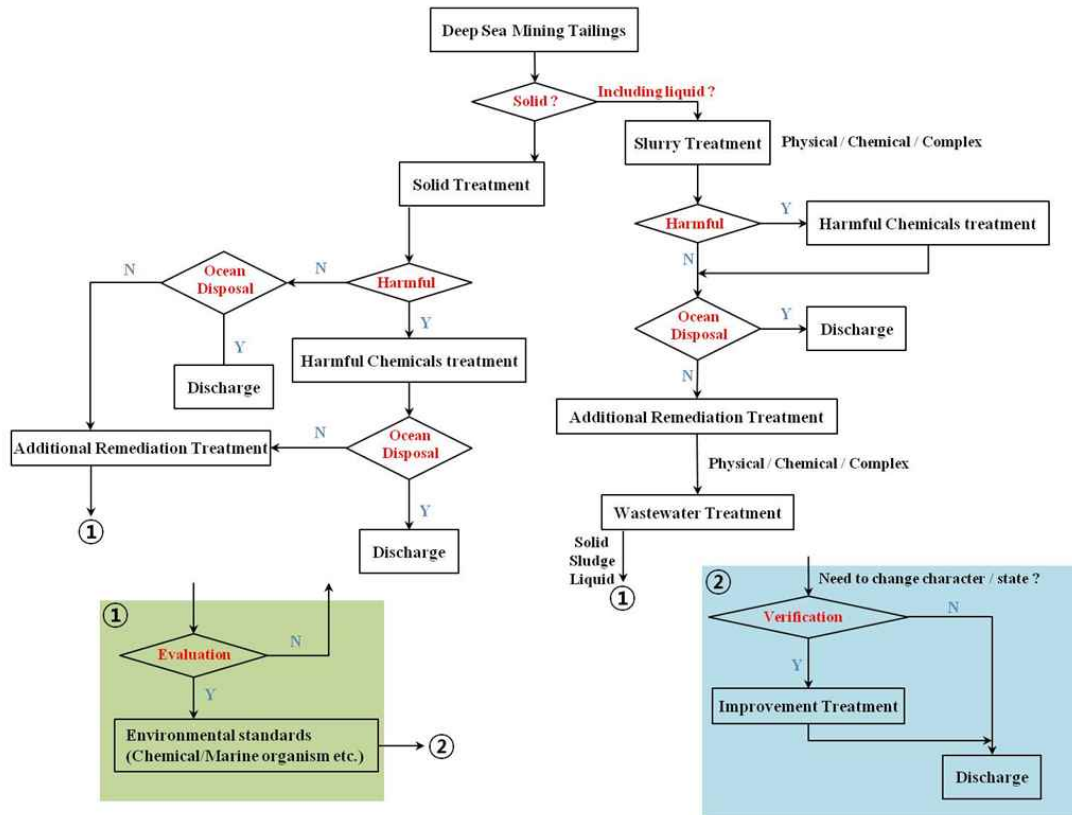 Deep Sea Mining Tailings
Solid ?
Including liquid ?
Slurry Treatment
Physical / Chemical / Complex
Solid Treatment
Harmful
Y
Harmful Chemicals treatment
N
N
Ocean
Disposal
N
Harmful
Ocean
Disposal
Y
Discharge
Y
Y
Harmful Chemicals treatment
Discharge
N
Additional Remediation Treatment
Additional Remediation Treatment
N
Ocean
Disposal
Physical / Chemical / Complex
Y
Wastewater Treatment
①
Discharge
Solid
Sludge
Liquid
①
①
Evaluation
N
Y
Environmental standards
(Chemical/Marine organism etc.)
②
②
Need to change character / state ?
Verification
N
Y
Improvement Treatment
Discharge